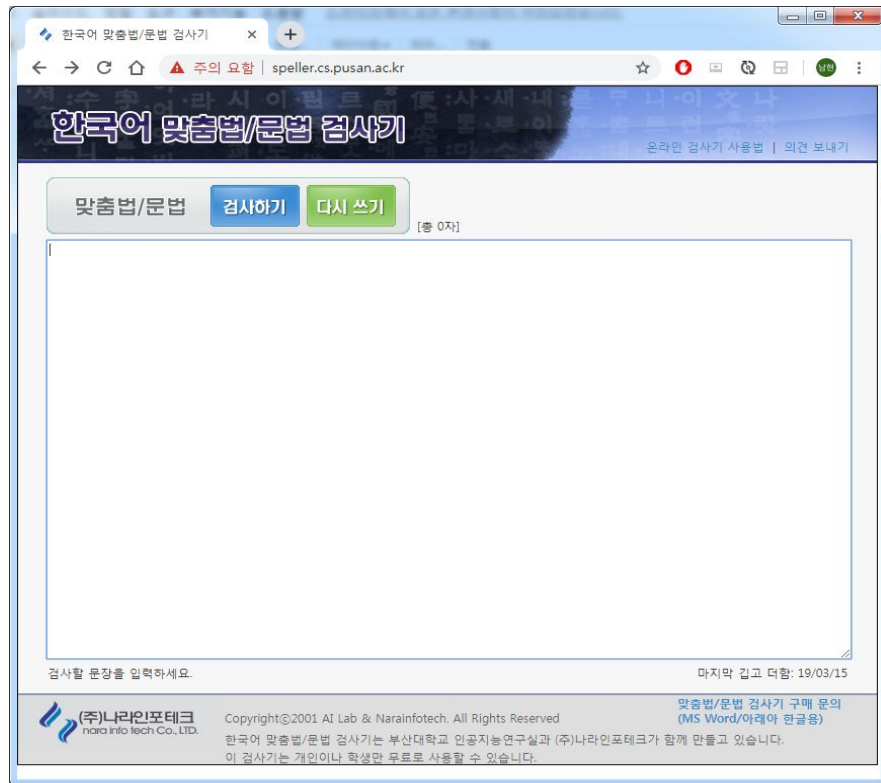 한국어 맞춤법/문법 검사기
주의 요함 speller.cs.pusan.ac.kr
남현
한국어 맞춤법/문법 검사기
온라인 검사기 사용법 | 의견 보내기
맞춤법/문법 검사하기 다시 쓰기
[총 0자]
검사할 문장을 입력하세요.
마지막 깁고 더함: 19/03/15
(주)나라인포테크
nara info tech Co., LTD.
Copyrightⓒ2001 AI Lab & Narainfotech. All Rights Reserved
맞춤법/문법 검사기 구매 문의
(MS Word/아래아 한글용)
한국어 맞춤법/문법 검사기는 부산대학교 인공지능연구실과 (주)나라인포테크가 함께 만들고 있습니다.
이 검사기는 개인이나 학생만 무료로 사용할 수 있습니다.